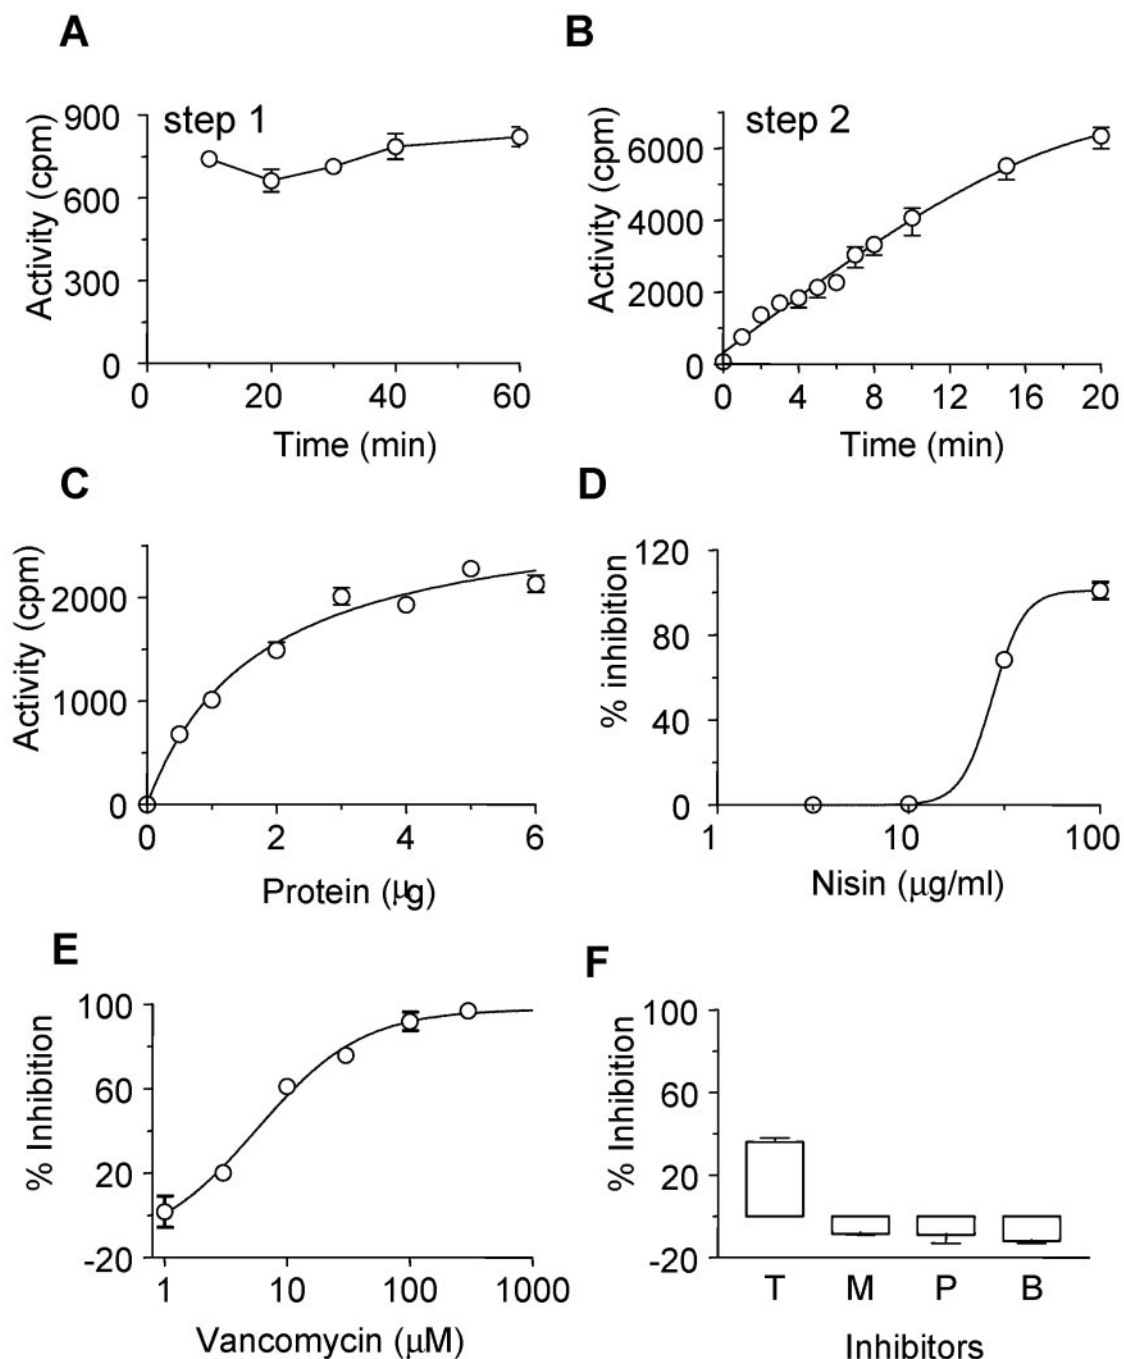 A
B
step 1
step 2
Activity (cpm)
900
600
300
0
0 20 40 60
Time (min)
Activity (cpm)
6000
4000
2000
0
0 4 8 12 16 20
Time (min)
C
D
Activity (cpm)
2000
1000
0
0 2 4 6
Protein (μg)
% inhibition
120
80
40
0
1 10 100
Nisin (μg/ml)
E
F
% Inhibition
100
60
20
-20
1 10 100 1000
Vancomycin (μM)
% Inhibition
100
60
20
-20
T M P B
Inhibitors